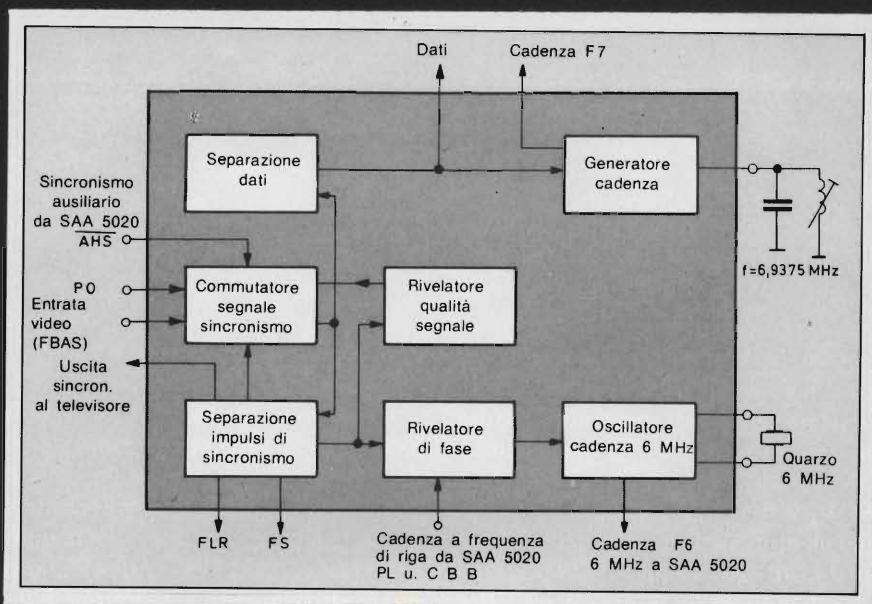 Dati
Cadenza F7
Separazione
dati
Generatore
cadenza
Sincronismo
ausiliario
da SAA 5020
AHS
f=6,9375 MHz
PO
Entrata
video
(FBAS)
Commutatore
segnale
sincronismo
Rivelatore
qualità
segnale
Uscita
sincron.
al televisore
Separazione
impulsi di
sincronismo
Rivelatore
di fase
Oscillatore
cadenza 6 MHz
Quarzo
6 MHz
FLR
FS
Cadenza a frequenza
di riga da SAA 5020
PL u. C B B
Cadenza F6
6 MHz a SAA 5020